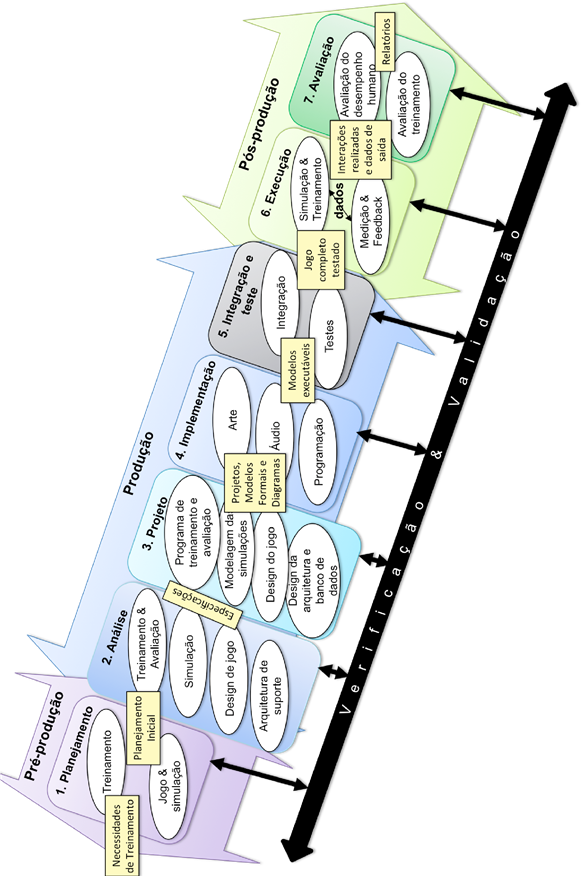 Pré-produção
1. Planejamento
Treinamento
Jogo &
simulação
Necessidades
de Treinamento
Planejamento
Inicial
Produção
2. Análise
Treinamento &
Avaliação
Simulação
Design de jogo
Arquitetura de
suporte
Especificações
3. Projeto
Programa de
treinamento e
avaliação
Modelagem da
simulações
Design do jogo
Design da
arquitetura e
banco de
dados
Projetos,
Modelos
Formais e
Diagramas
4. Implementação
Arte
Áudio
Programação
Modelos
executáveis
5. Integração e
teste
Integração
Testes
Jogo
completo
testado
Pós-produção
6. Execução
Simulação &
Treinamento
dados
Medição &
Feedback
Interações
realizadas
e dados de
saída
7. Avaliação
Avaliação do
desempenho
humano
Avaliação do
treinamento
Relatórios
Verificação & Validação